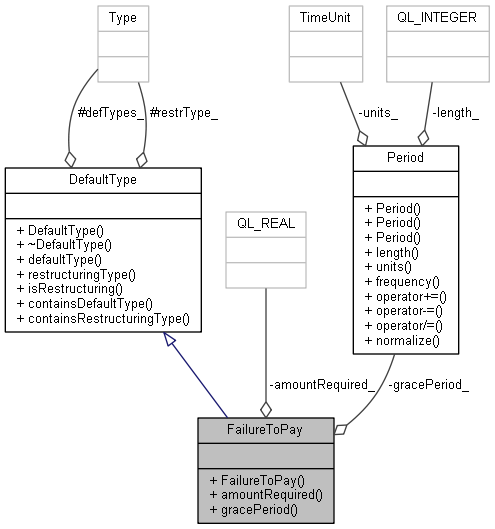 Type
TimeUnit
QL_INTEGER
#defTypes_
#restrType_
-units_
-length_
DefaultType
+ DefaultType()
+ ~DefaultType()
+ defaultType()
+ restructuringType()
+ isRestructuring()
+ containsDefaultType()
+ containsRestructuringType()
Period
+ Period()
+ Period()
+ Period()
+ length()
+ units()
+ frequency()
+ operator+=()
+ operator-=()
+ operator/=()
+ normalize()
QL_REAL
-amountRequired_
-gracePeriod_
FailureToPay
+ FailureToPay()
+ amountRequired()
+ gracePeriod()